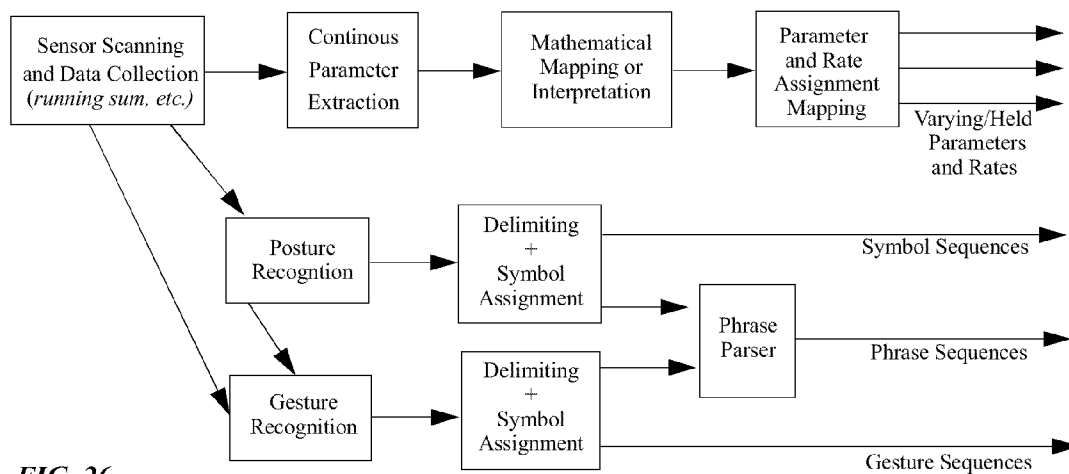 Sensor Scanning
and Data Collection
(running sum, etc.)
Continous
Parameter
Extraction
Mathematical
Mapping or
Interpretation
Parameter
and Rate
Assignment
Mapping
Varying/Held
Parameters
and Rates
Posture
Recogntion
Delimiting
+
Symbol
Assignment
Symbol Sequences
Phrase
Parser
Phrase Sequences
Gesture
Recognition
Delimiting
+
Symbol
Assignment
Gesture Sequences
FIG. 26